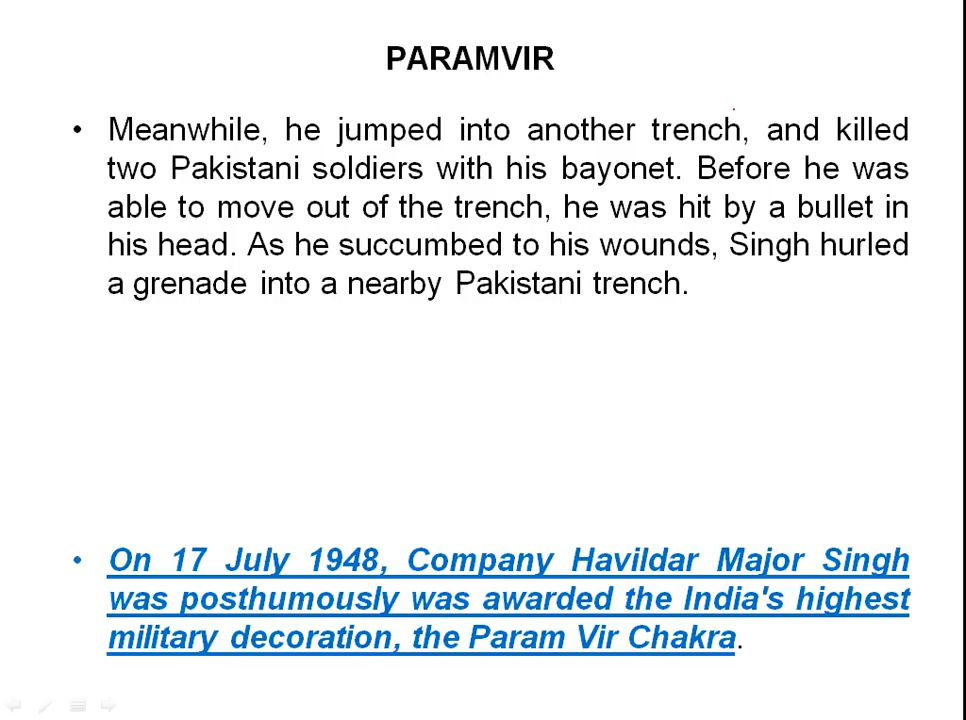 PARAMVIR
• Meanwhile, he jumped into another trench, and killed
two Pakistani soldiers with his bayonet. Before he was
able to move out of the trench, he was hit by a bullet in
his head. As he succumbed to his wounds, Singh hurled
a grenade into a nearby Pakistani trench.
• On 17 July 1948, Company Havildar Major Singh
was posthumously was awarded the India's highest
military decoration, the Param Vir Chakra.